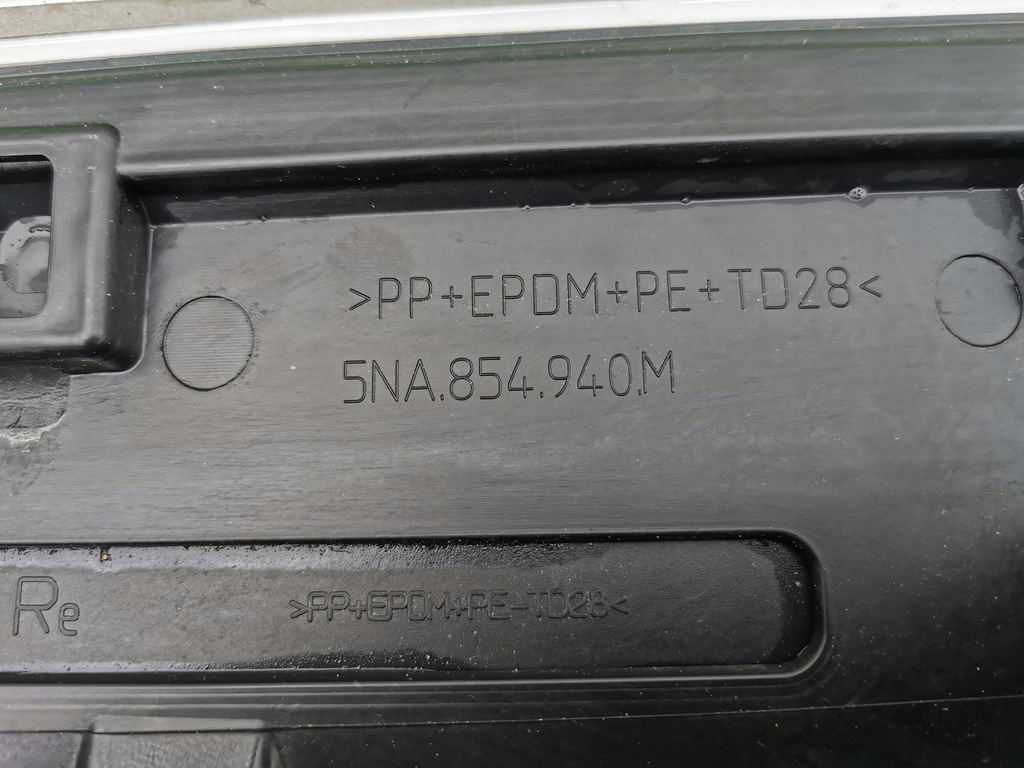 >PP+EPDM+PE+TD28<
5NA.854.940.M
Re
>PP+EPDM+PE-TD28<